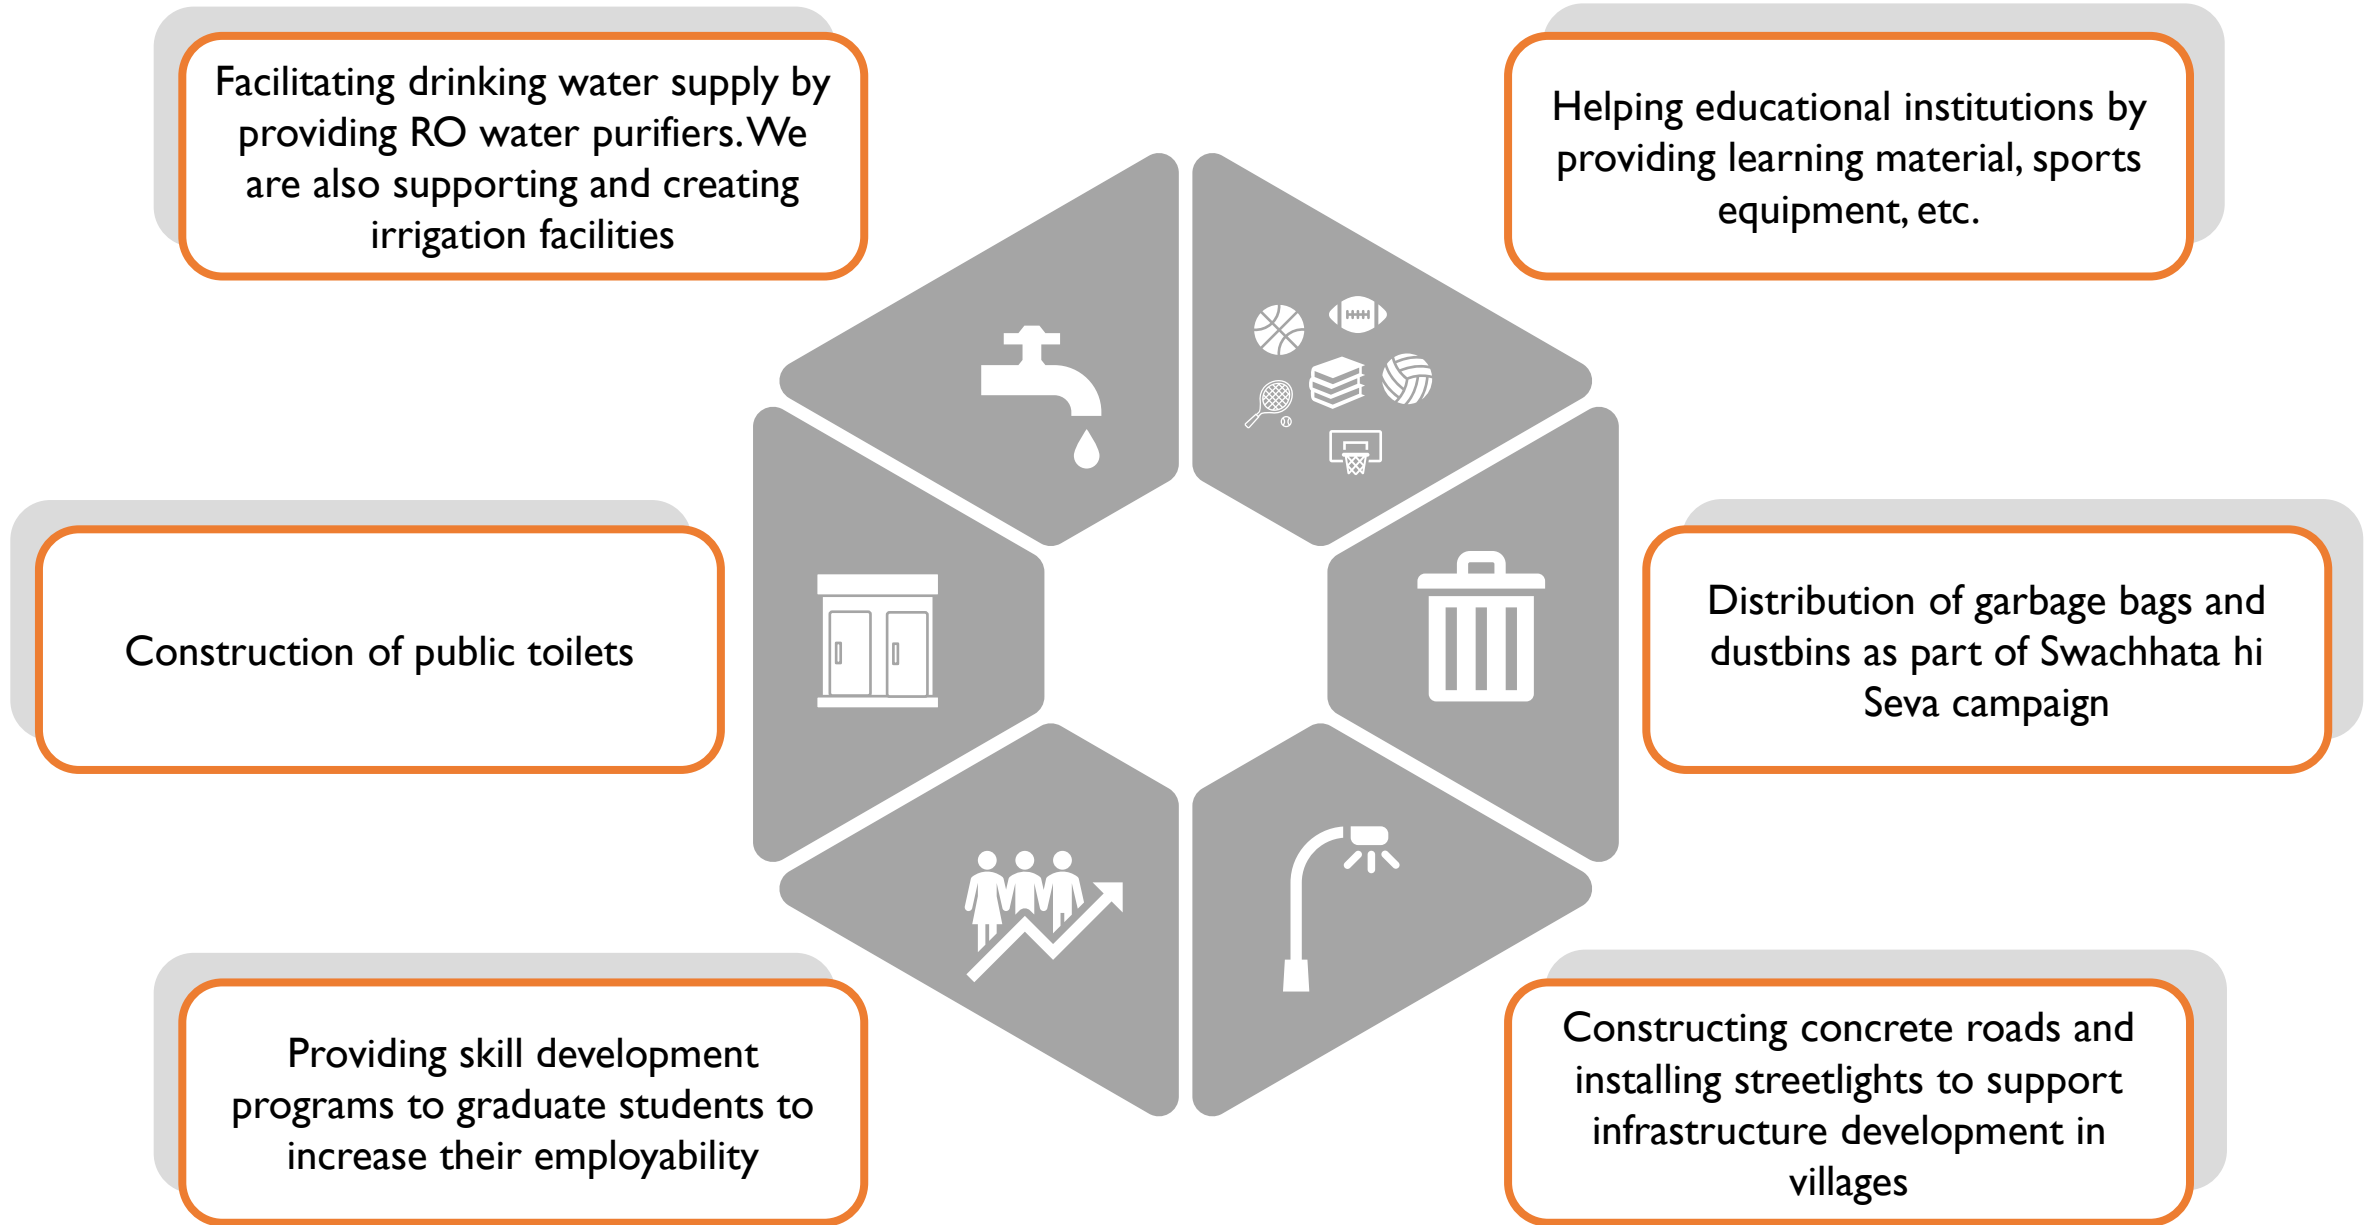 Facilitating drinking water supply by
providing RO water purifiers. We
are also supporting and creating
irrigation facilities
Helping educational institutions by
providing learning material, sports
equipment, etc.
Construction of public toilets
Distribution of garbage bags and
dustbins as part of Swachhata hi
Seva campaign
Providing skill development
programs to graduate students to
increase their employability
Constructing concrete roads and
installing streetlights to support
infrastructure development in
villages